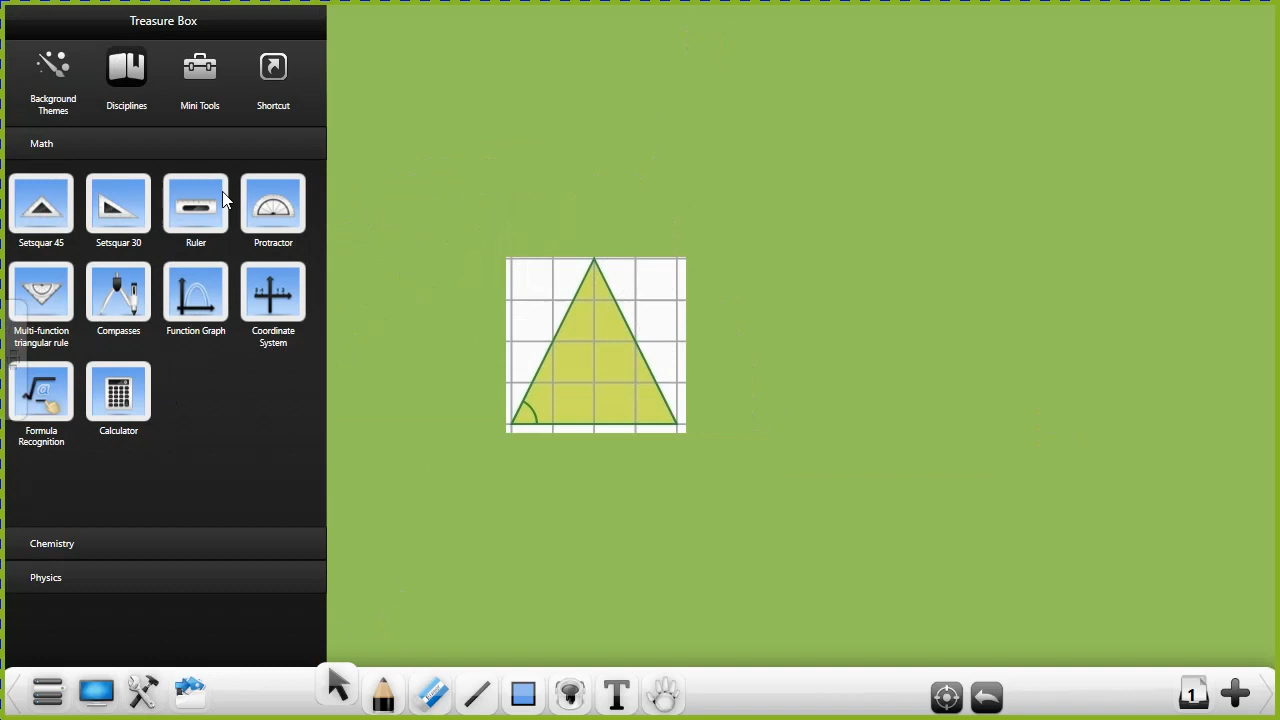 Treasure Box
Background Themes
Disciplines
Mini Tools
Shortcut
Math
Setsquar 45
Setsquar 30
Ruler
Protractor
Multi-function triangular rule
Compasses
Function Graph
Coordinate System
Formula Recognition
Calculator
Chemistry
Physics
T
1